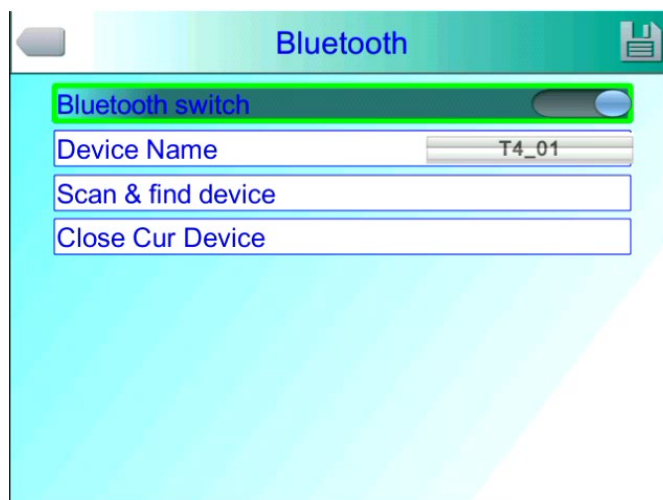 Bluetooth
Bluetooth switch
Device Name T4_01
Scan & find device
Close Cur Device